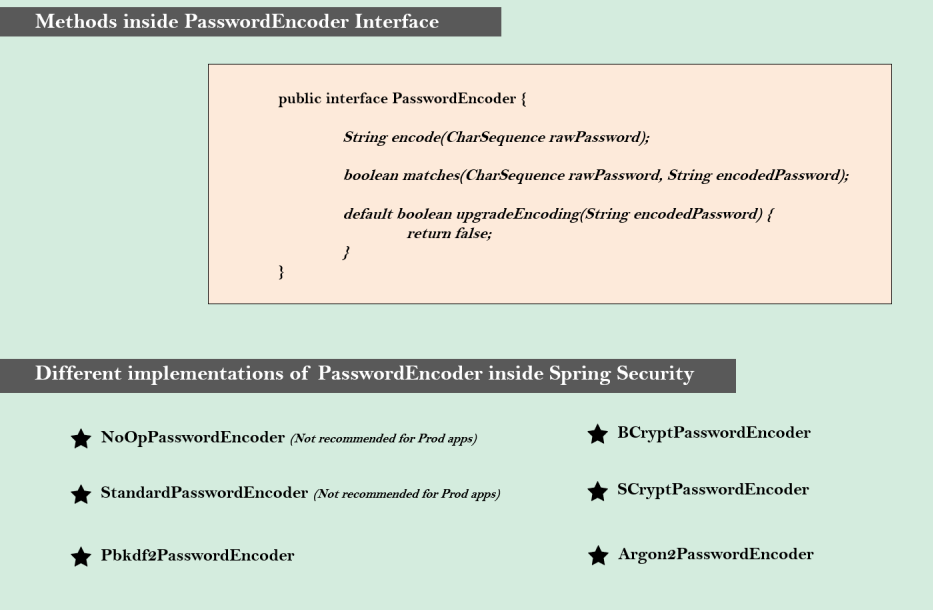 Methods inside PasswordEncoder Interface
public interface PasswordEncoder {
String encode(CharSequence rawPassword);
boolean matches(CharSequence rawPassword, String encodedPassword);
default boolean upgradeEncoding(String encodedPassword) {
return false;
}
}
Different implementations of PasswordEncoder inside Spring Security
NoOpPasswordEncoder (Not recommended for Prod apps)
BCryptPasswordEncoder
StandardPasswordEncoder (Not recommended for Prod apps)
SCryptPasswordEncoder
Pbkdf2PasswordEncoder
Argon2PasswordEncoder